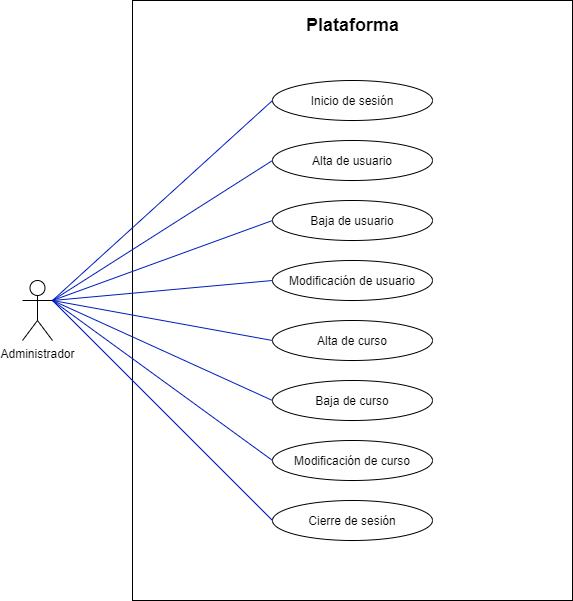 Plataforma
Inicio de sesión
Alta de usuario
Baja de usuario
Modificación de usuario
Alta de curso
Baja de curso
Modificación de curso
Cierre de sesión
Administrador